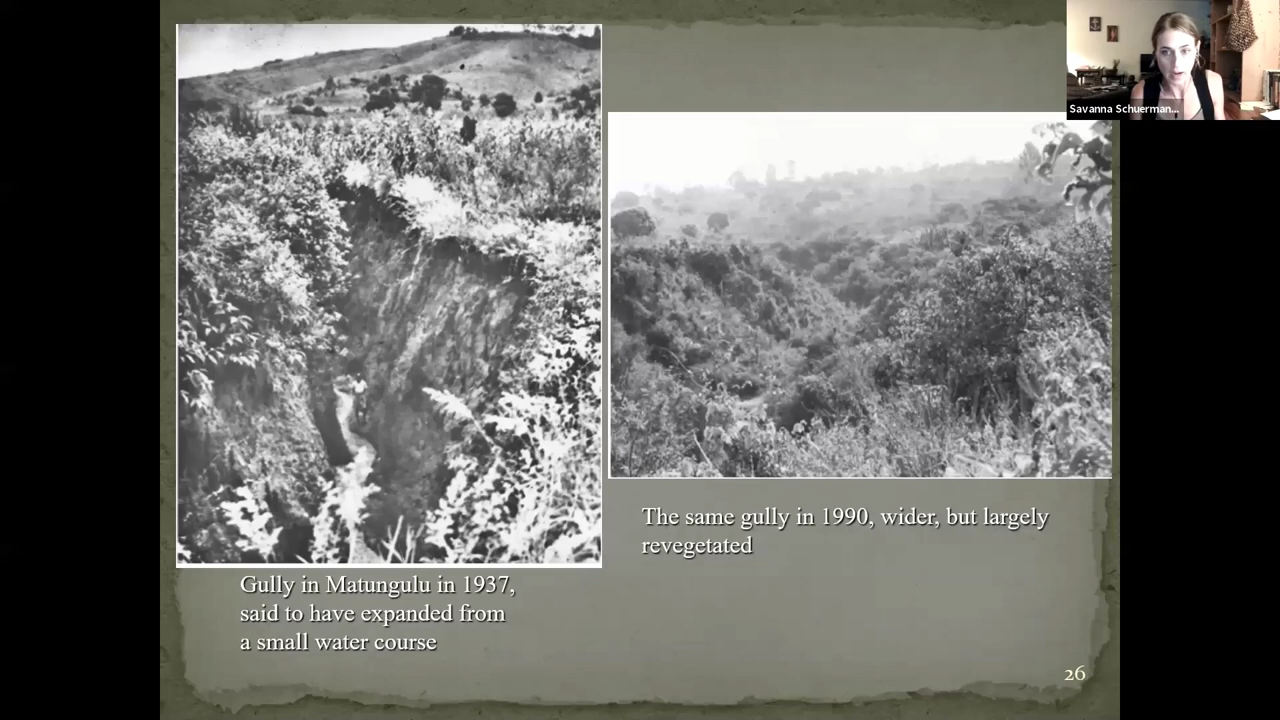 Savanna Schuerman...
The same gully in 1990, wider, but largely
revegetated
Gully in Matungulu in 1937,
said to have expanded from
a small water course
26